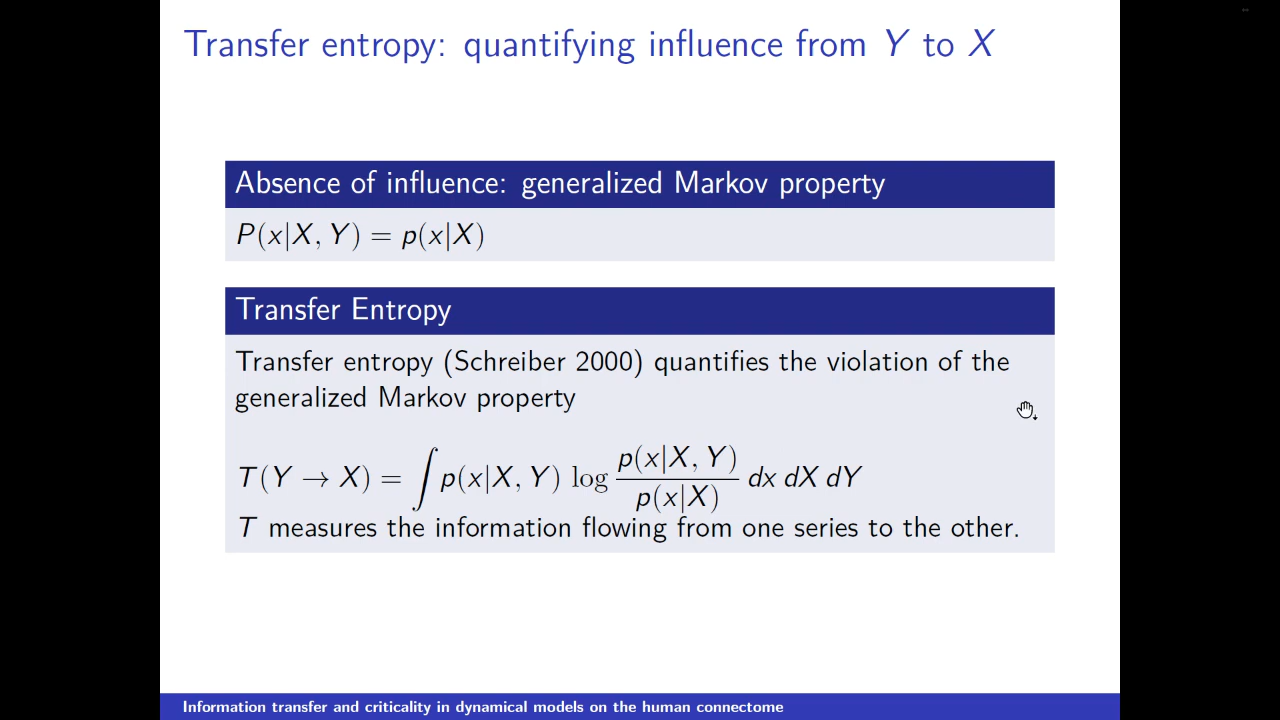 Transfer entropy: quantifying influence from Y to X
Absence of influence: generalized Markov property
P(x|X, Y) = p(x|X)
Transfer Entropy
Transfer entropy (Schreiber 2000) quantifies the violation of the
generalized Markov property
T(Y → X) = ∫ p(x|X, Y) log p(x|X, Y) / p(x|X) dx dX dY
T measures the information flowing from one series to the other.
Information transfer and criticality in dynamical models on the human connectome